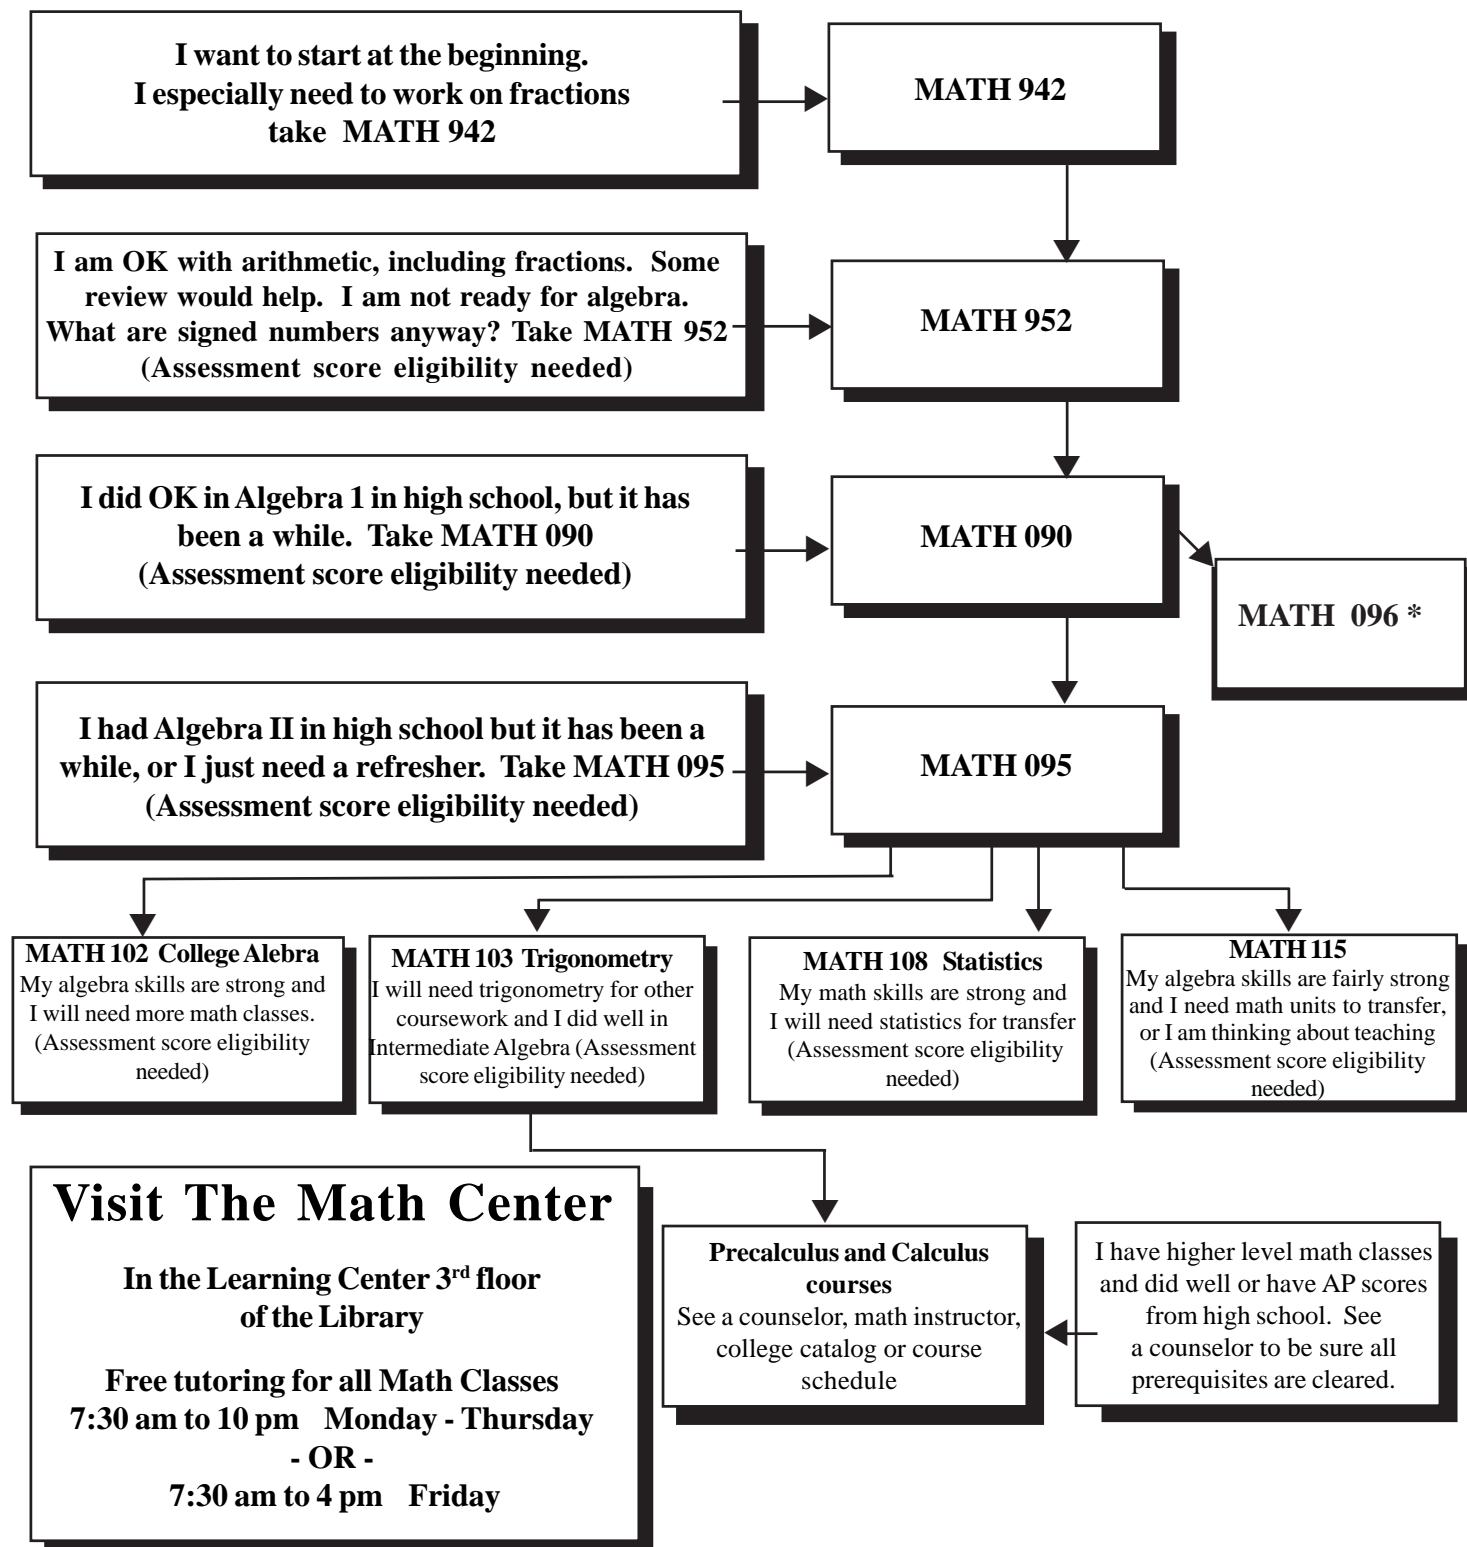 I want to start at the beginning.
I especially need to work on fractions
take MATH 942
MATH 942
I am OK with arithmetic, including fractions. Some
review would help. I am not ready for algebra.
What are signed numbers anyway? Take MATH 952
(Assessment score eligibility needed)
MATH 952
I did OK in Algebra 1 in high school, but it has
been a while. Take MATH 090
(Assessment score eligibility needed)
MATH 090
MATH 096 *
I had Algebra II in high school but it has been a
while, or I just need a refresher. Take MATH 095
(Assessment score eligibility needed)
MATH 095
MATH 102 College Alebra
My algebra skills are strong and
I will need more math classes.
(Assessment score eligibility
needed)
MATH 103 Trigonometry
I will need trigonometry for other
coursework and I did well in
Intermediate Algebra (Assessment
score eligibility needed)
MATH 108 Statistics
My math skills are strong and
I will need statistics for transfer
(Assessment score eligibility
needed)
MATH 115
My algebra skills are fairly strong
and I need math units to transfer,
or I am thinking about teaching
(Assessment score eligibility
needed)
Visit The Math Center
In the Learning Center 3rd floor
of the Library
Free tutoring for all Math Classes
7:30 am to 10 pm Monday - Thursday
- OR -
7:30 am to 4 pm Friday
Precalculus and Calculus
courses
See a counselor, math instructor,
college catalog or course
schedule
I have higher level math classes
and did well or have AP scores
from high school. See
a counselor to be sure all
prerequisites are cleared.